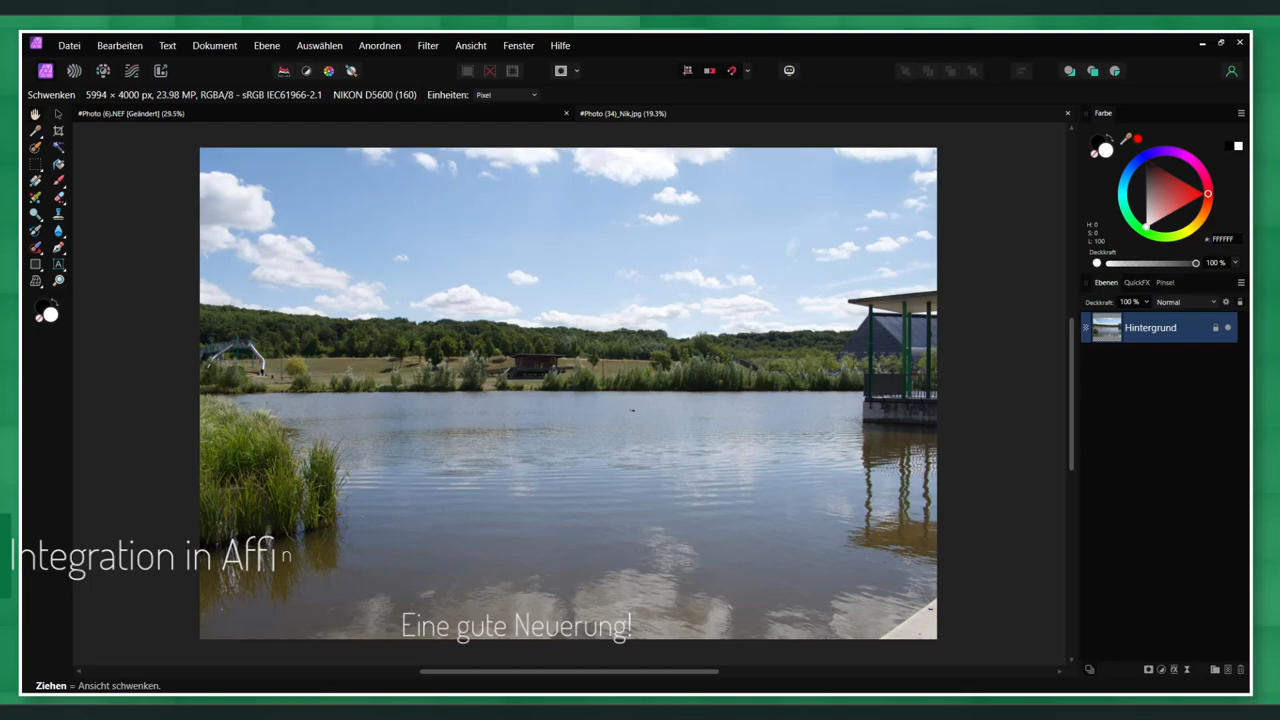 Datei Bearbeiten Text Dokument Ebene Auswählen Anordnen Filter Ansicht Fenster Hilfe
Schwenken 5994 × 4000 px, 23.98 MP, RGBA/8 - sRGB IEC61966-2.1 NIKON D5600 (160) Einheiten: Pixel
#Photo (6).NEF [Geändert] (29.5%)
#Photo (34)_Nik.jpg (19.3%)
Farbe
H: 0
S: 0
L: 100
#: FFFFFF
Deckkraft
100 %
Ebenen QuickFX Pinsel
Deckkraft: 100 % Normal
Hintergrund
Integration in Affin
Eine gute Neuerung!
Ziehen = Ansicht schwenken.